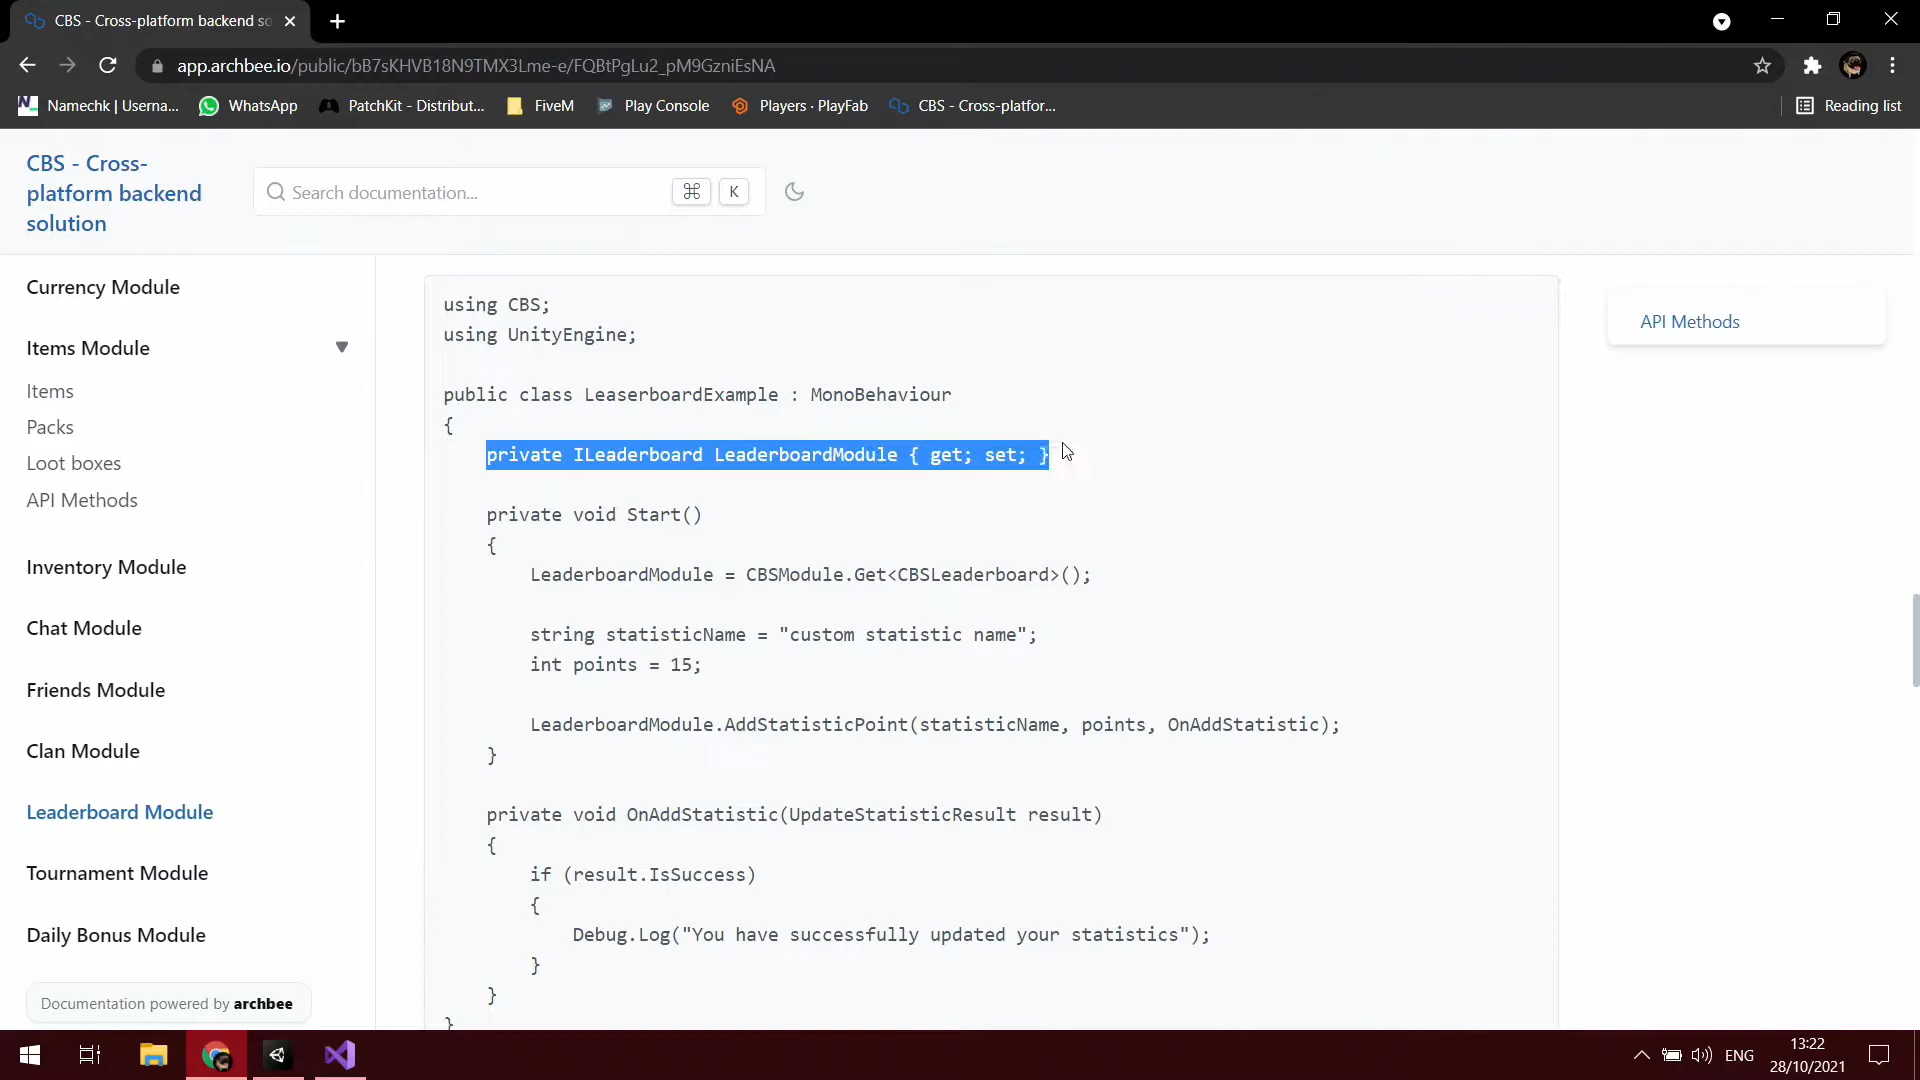 CBS - Cross-platform backend so
app.archbee.io/public/bB7sKHVB18N9TMX3Lme-e/FQBtPgLu2_pM9GzniEsNA
Namechk | Userna...
WhatsApp
PatchKit - Distribut...
FiveM
Play Console
Players · PlayFab
CBS - Cross-platfor...
Reading list
CBS - Cross-
platform backend
solution
Search documentation...
⌘ K
Currency Module
Items Module
Items
Packs
Loot boxes
API Methods
Inventory Module
Chat Module
Friends Module
Clan Module
Leaderboard Module
Tournament Module
Daily Bonus Module
Documentation powered by archbee
using CBS;
using UnityEngine;
public class LeaserboardExample : MonoBehaviour
{
private ILeaderboard LeaderboardModule { get; set; }
private void Start()
{
LeaderboardModule = CBSModule.Get<CBSLeaderboard>();
string statisticName = "custom statistic name";
int points = 15;
LeaderboardModule.AddStatisticPoint(statisticName, points, OnAddStatistic);
}
private void OnAddStatistic(UpdateStatisticResult result)
{
if (result.IsSuccess)
{
Debug.Log("You have successfully updated your statistics");
}
}
}
API Methods
ENG
13:22
28/10/2021